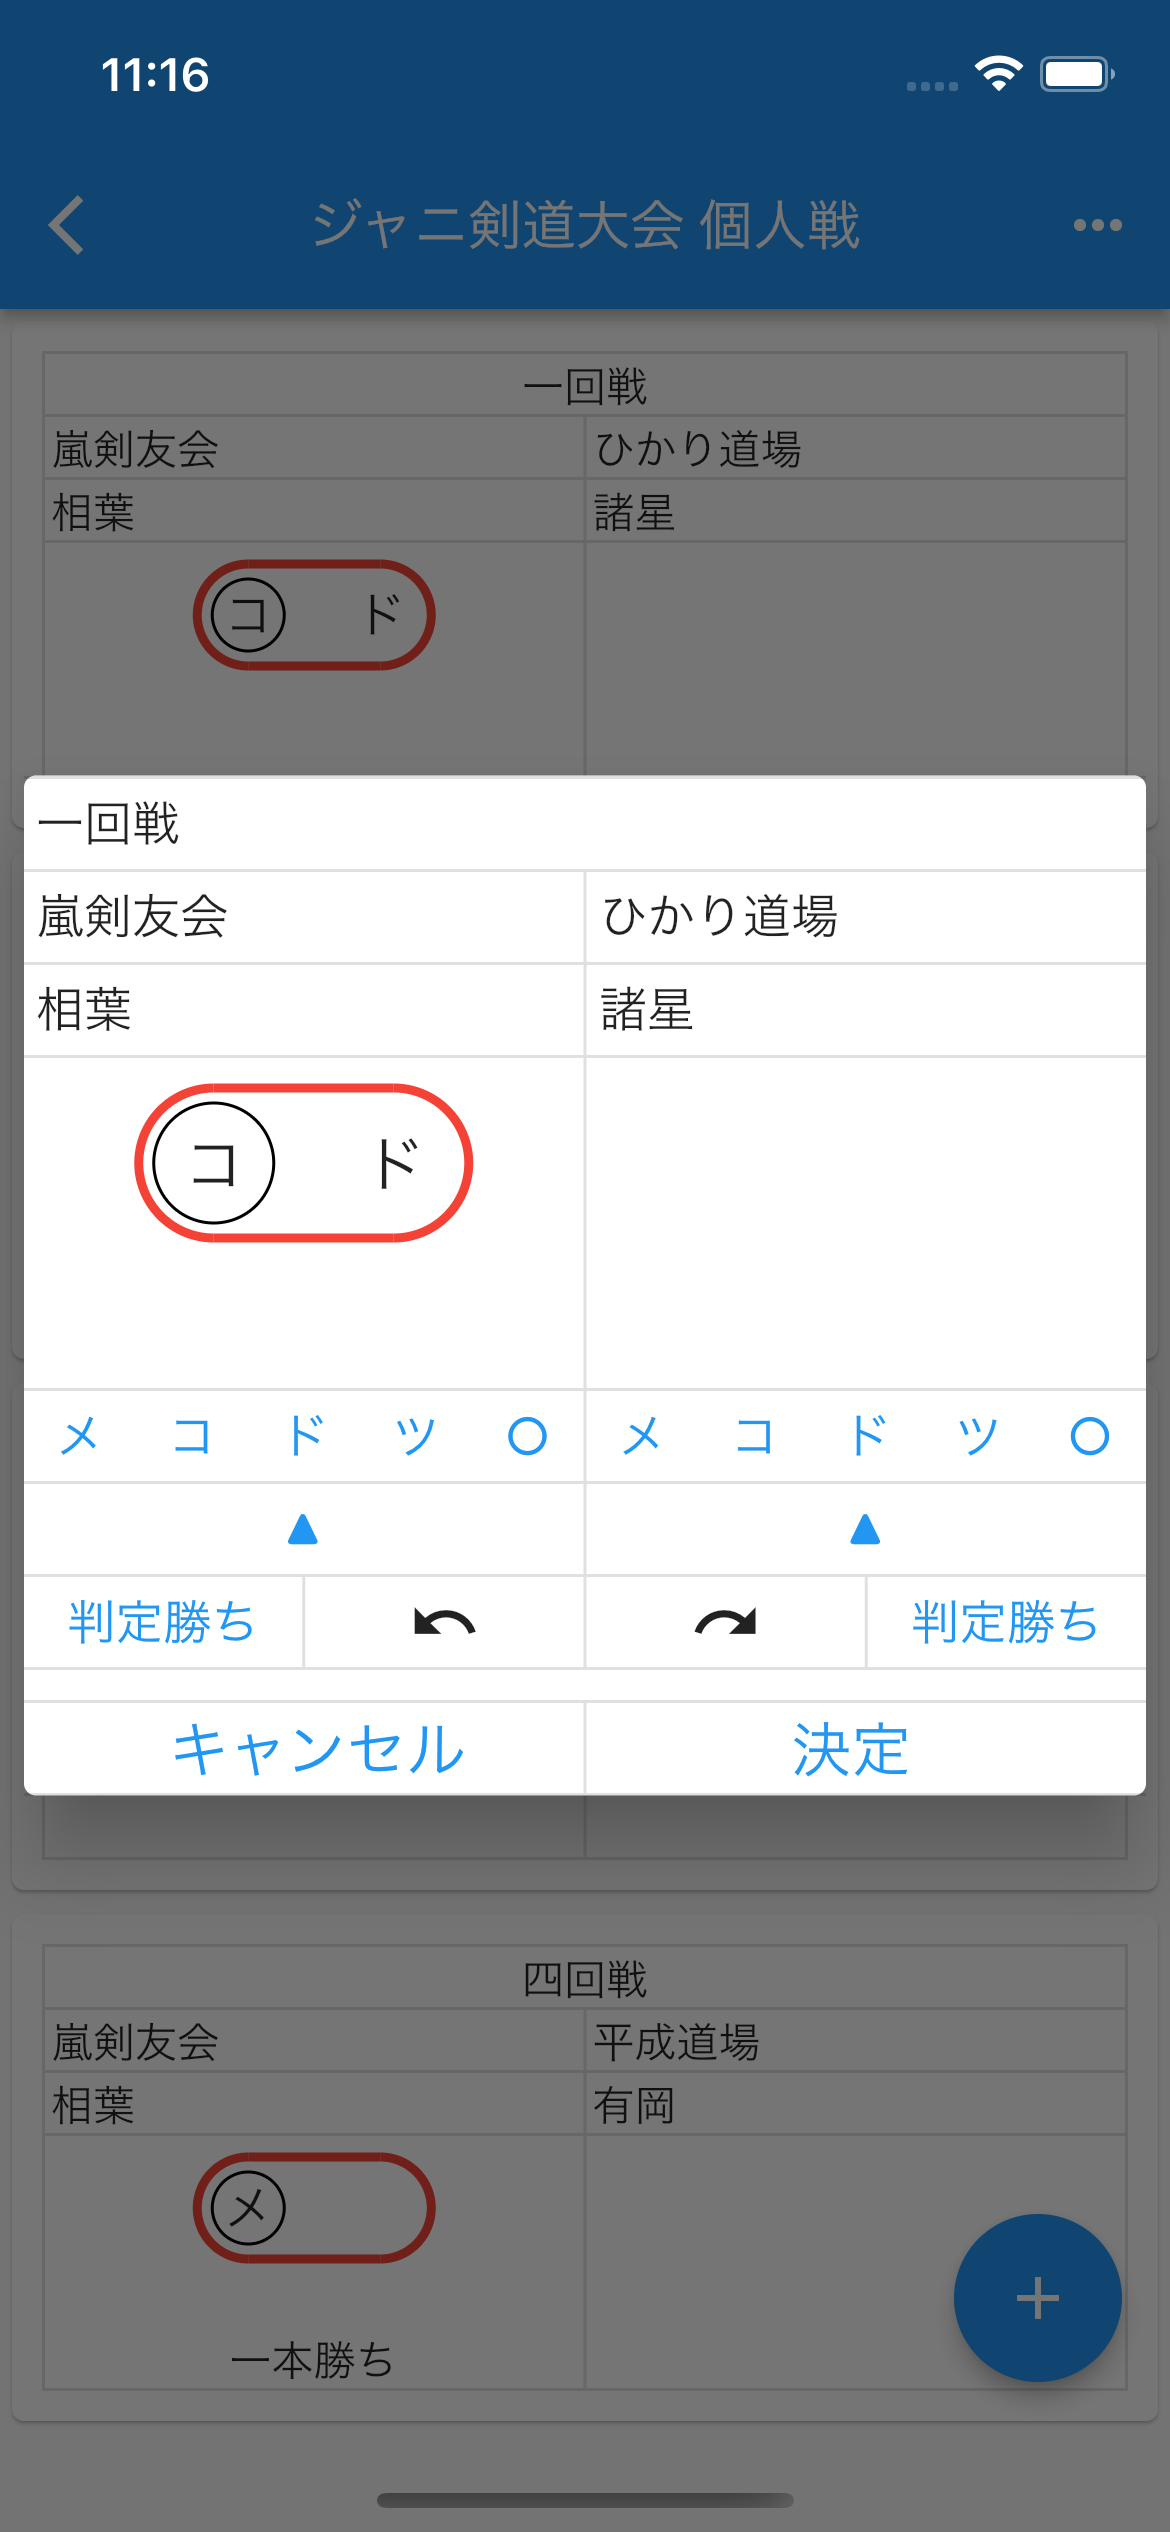 11:16
ジャニ剣道大会 個人戦
一回戦
嵐剣友会 ひかり道場
相葉 諸星
コ ド
一回戦
嵐剣友会 ひかり道場
相葉 諸星
コ ド
メ コ ド ツ 〇 メ コ ド ツ 〇
▲ ▲
判定勝ち 判定勝ち
キャンセル 決定
四回戦
嵐剣友会 平成道場
相葉 有岡
メ
一本勝ち